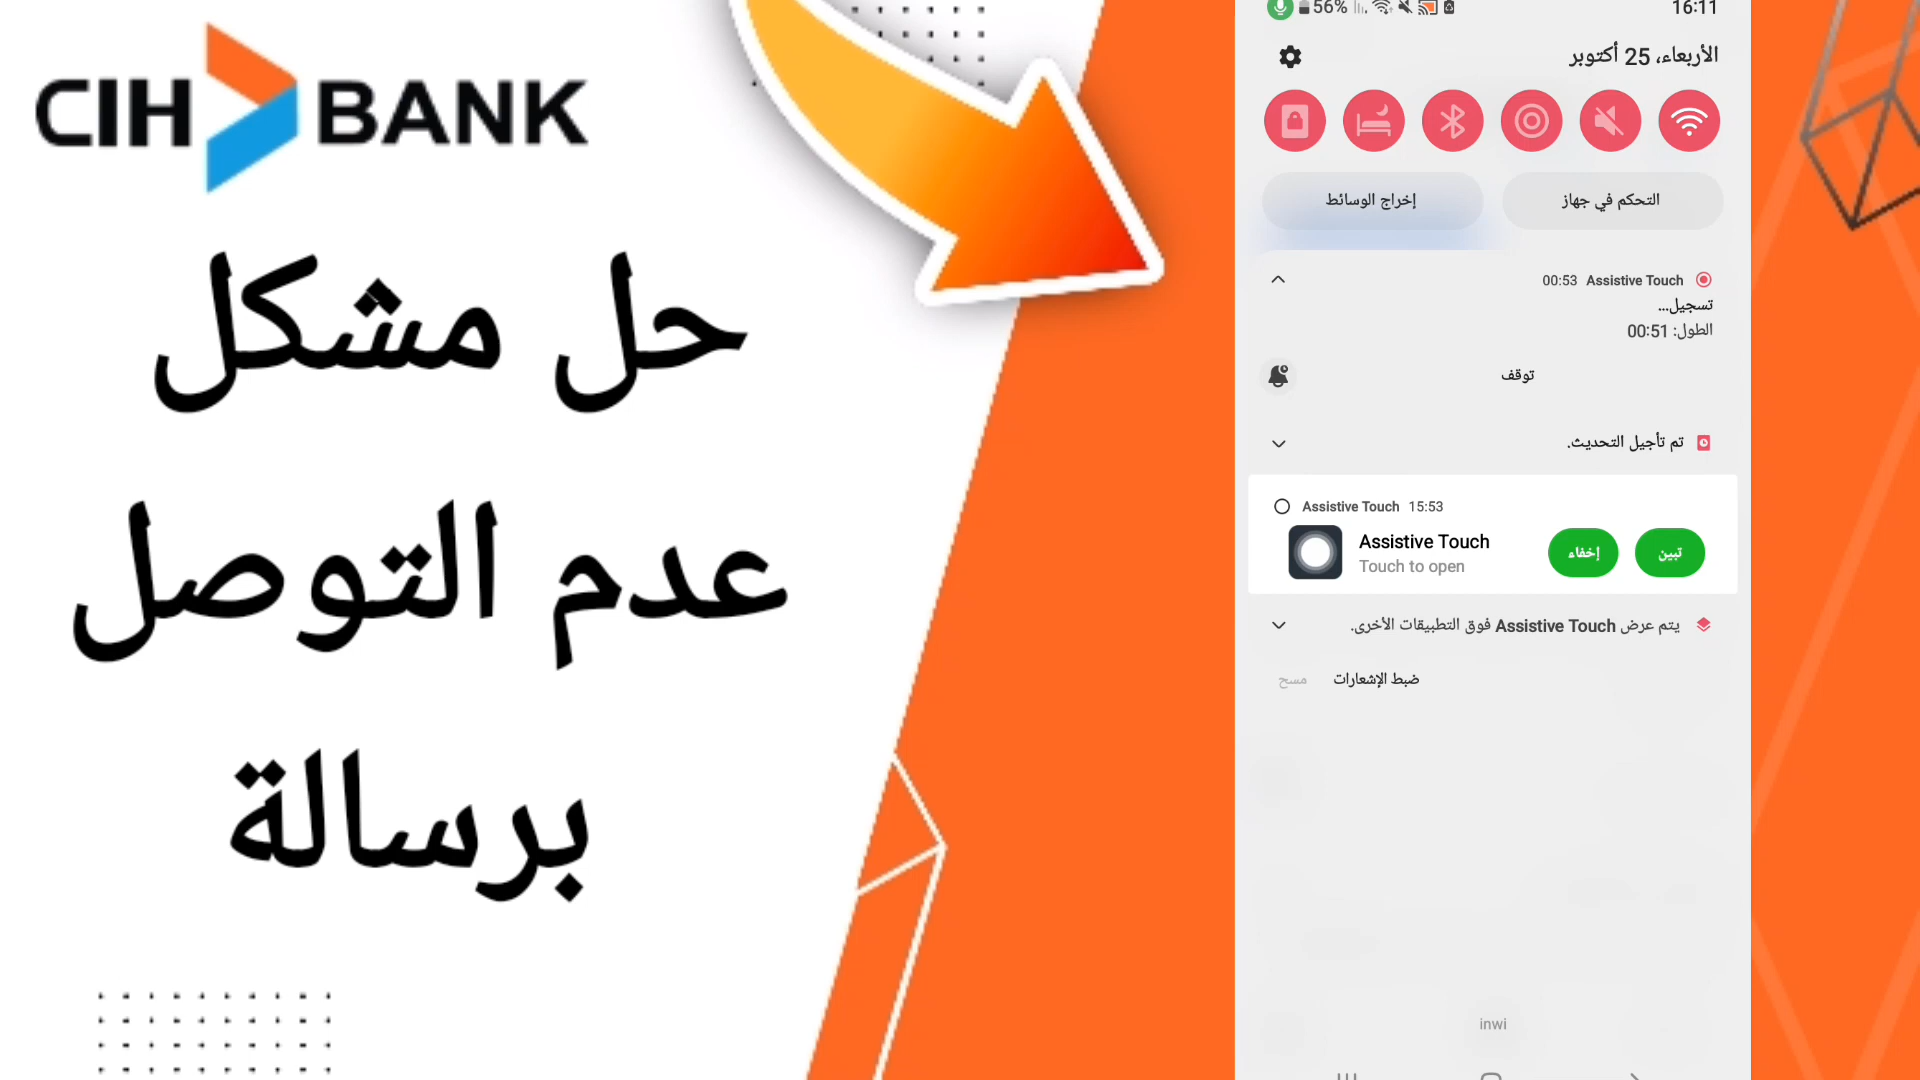 CIH BANK
حل مشكل
عدم التوصل
برسالة
56% 16:11
الأربعاء، 25 أكتوبر
التحكم في جهاز
إخراج الوسائط
Assistive Touch 00:53
تسجيل...
الطول: 00:51
توقف
تم تأجيل التحديث.
Assistive Touch 15:53
Assistive Touch
Touch to open
تبين
إخفاء
يتم عرض Assistive Touch فوق التطبيقات الأخرى.
ضبط الإشعارات
مسح
inwi